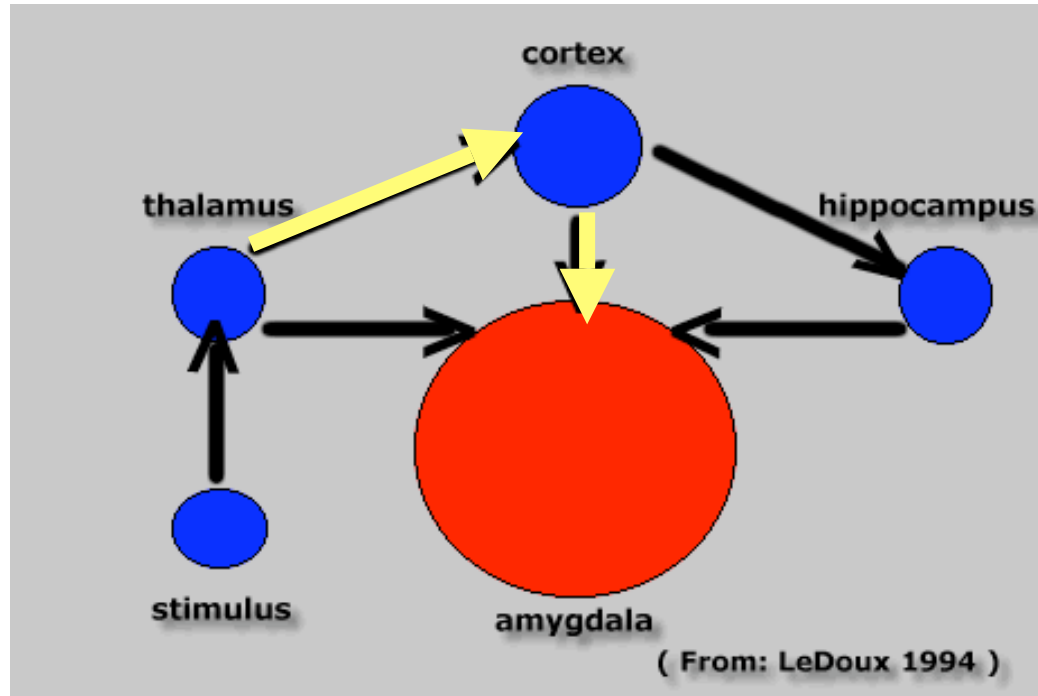 cortex
thalamus
hippocampus
stimulus
amygdala
( From: LeDoux 1994 )